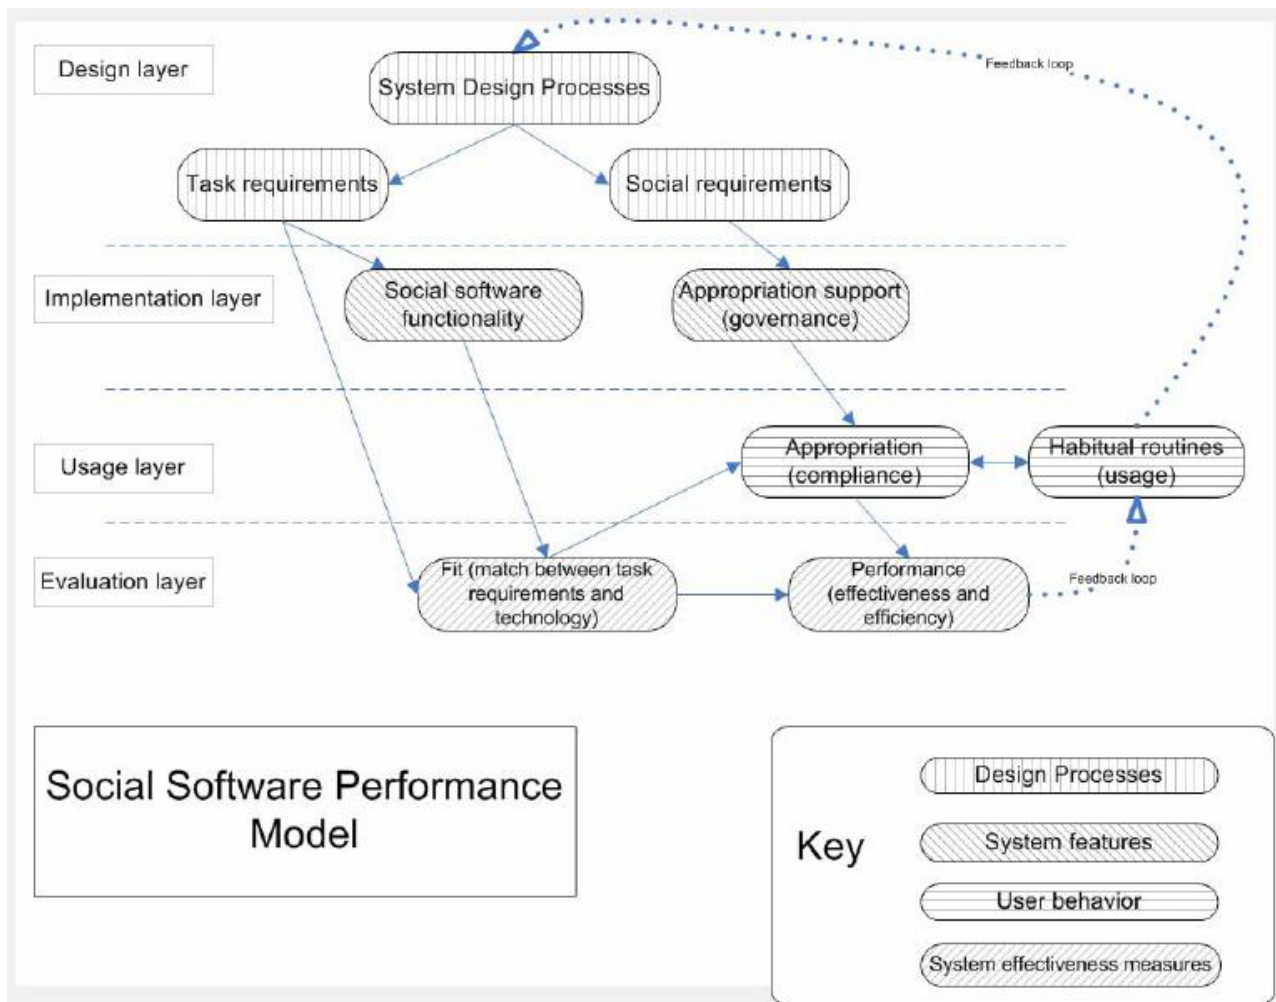 Design layer
System Design Processes
Feedback loop
Task requirements
Social requirements
Implementation layer
Social software
functionality
Appropriation support
(governance)
Usage layer
Appropriation
(compliance)
Habitual routines
(usage)
Evaluation layer
Fit (match between task
requirements and
technology)
Performance
(effectiveness and
efficiency)
Feedback loop
Social Software Performance
Model
Key
Design Processes
System features
User behavior
System effectiveness measures